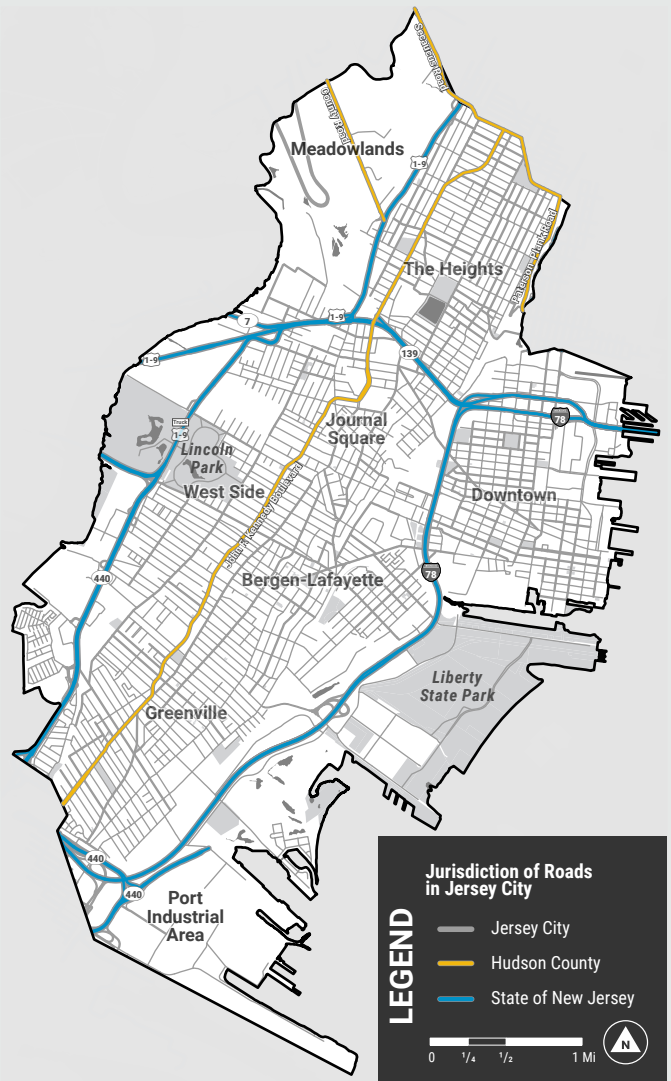 Secaucus Road
County Road
Meadowlands
1-9
Paterson Plank Road
The Heights
7
1-9
1-9
139
78
Truck
1-9
Journal
Square
Lincoln
Park
West Side
John F. Kennedy Boulevard
Downtown
440
Bergen-Lafayette
78
Liberty
State Park
Greenville
440
440
Port
Industrial
Area
LEGEND
Jurisdiction of Roads
in Jersey City
Jersey City
Hudson County
State of New Jersey
0 1/4 1/2 1 Mi
N